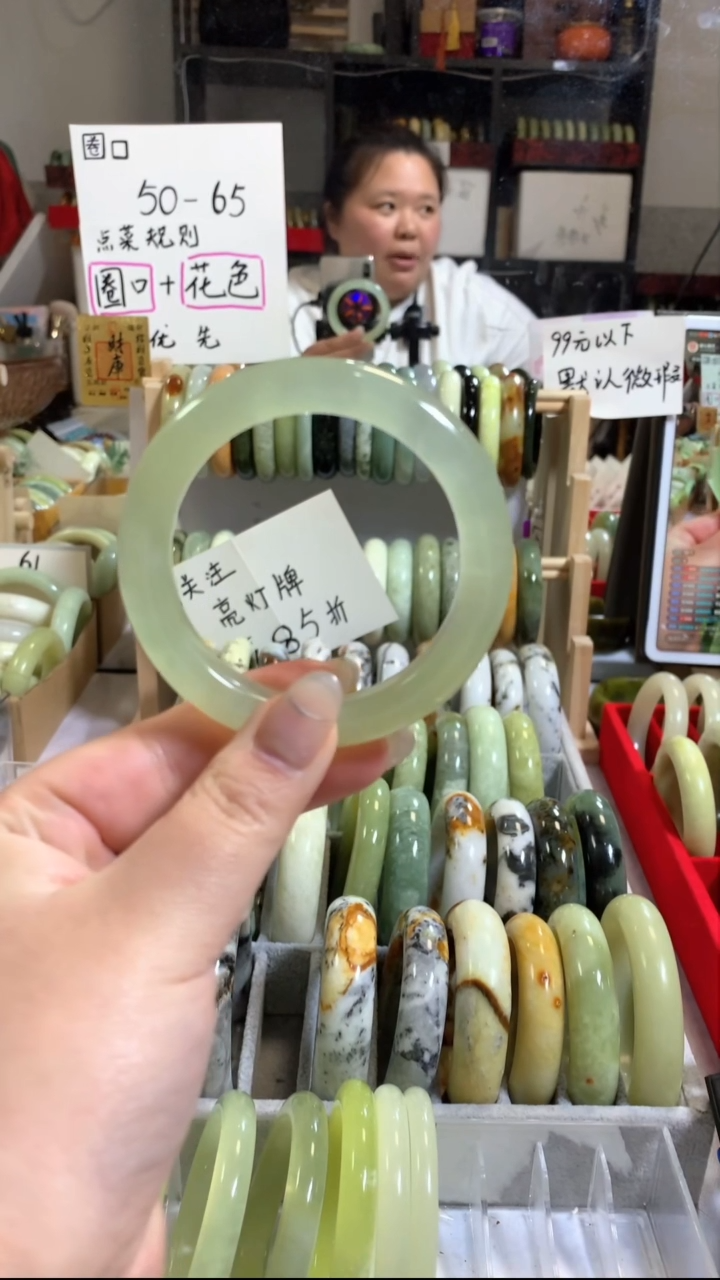 圈口
50-65
点菜规则
圈口+花色
优先
99元以下
默认微瑕
关注
亮灯牌
85折
61